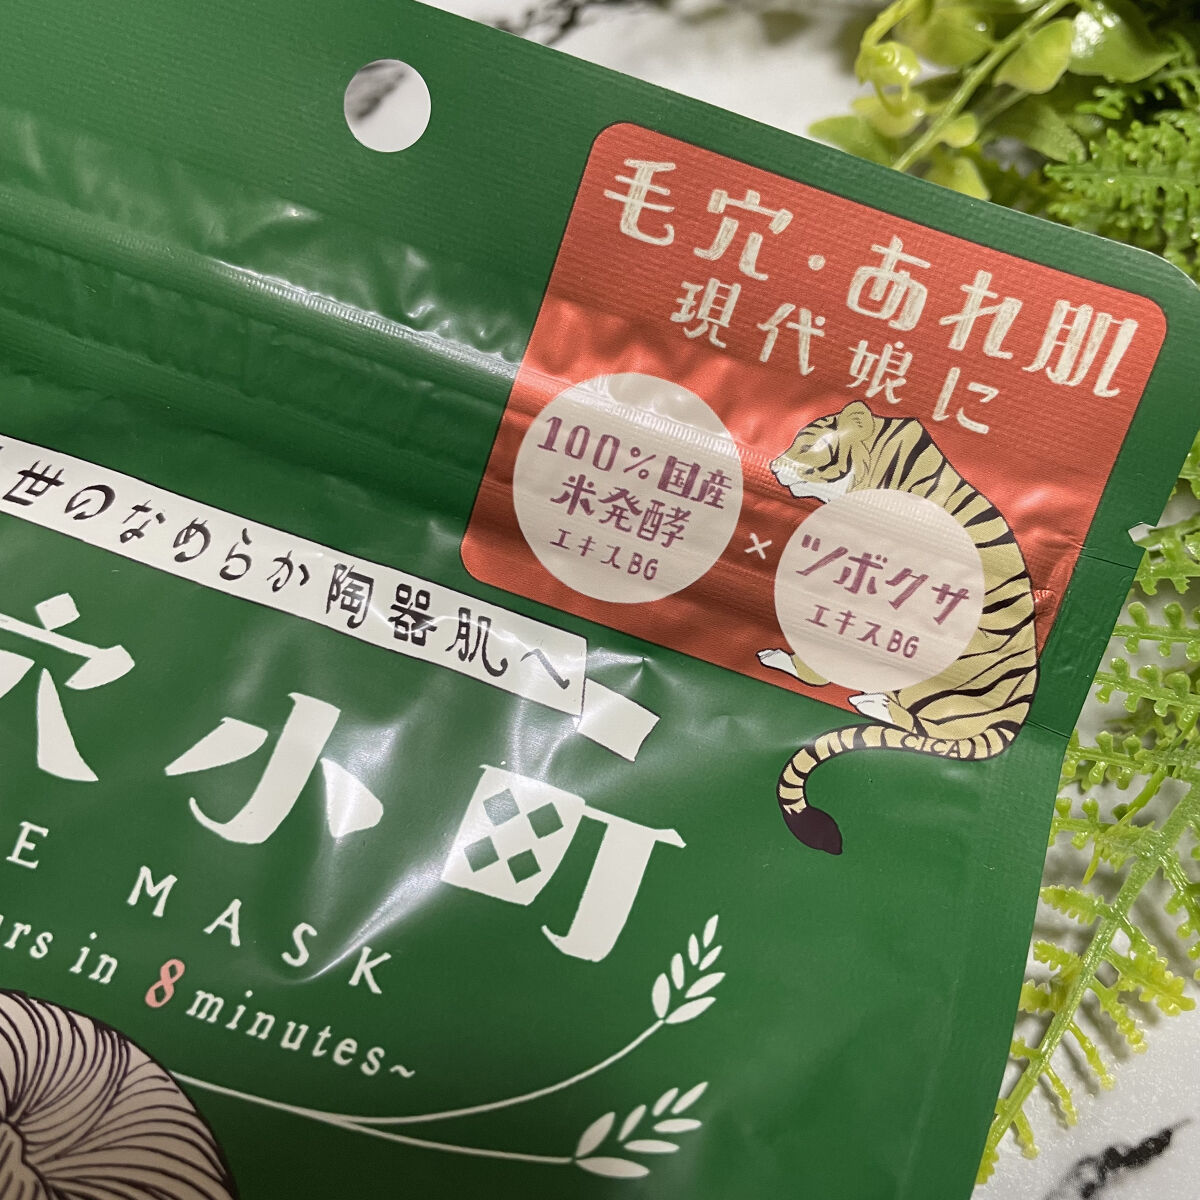 毛穴・あれ肌
現代娘に
100%国産
米発酵
エキスBG
×
ツボクサ
エキスBG
CICA
世のなめらか陶器肌へ
穴小町
E MASK
urs in 8 minutes~